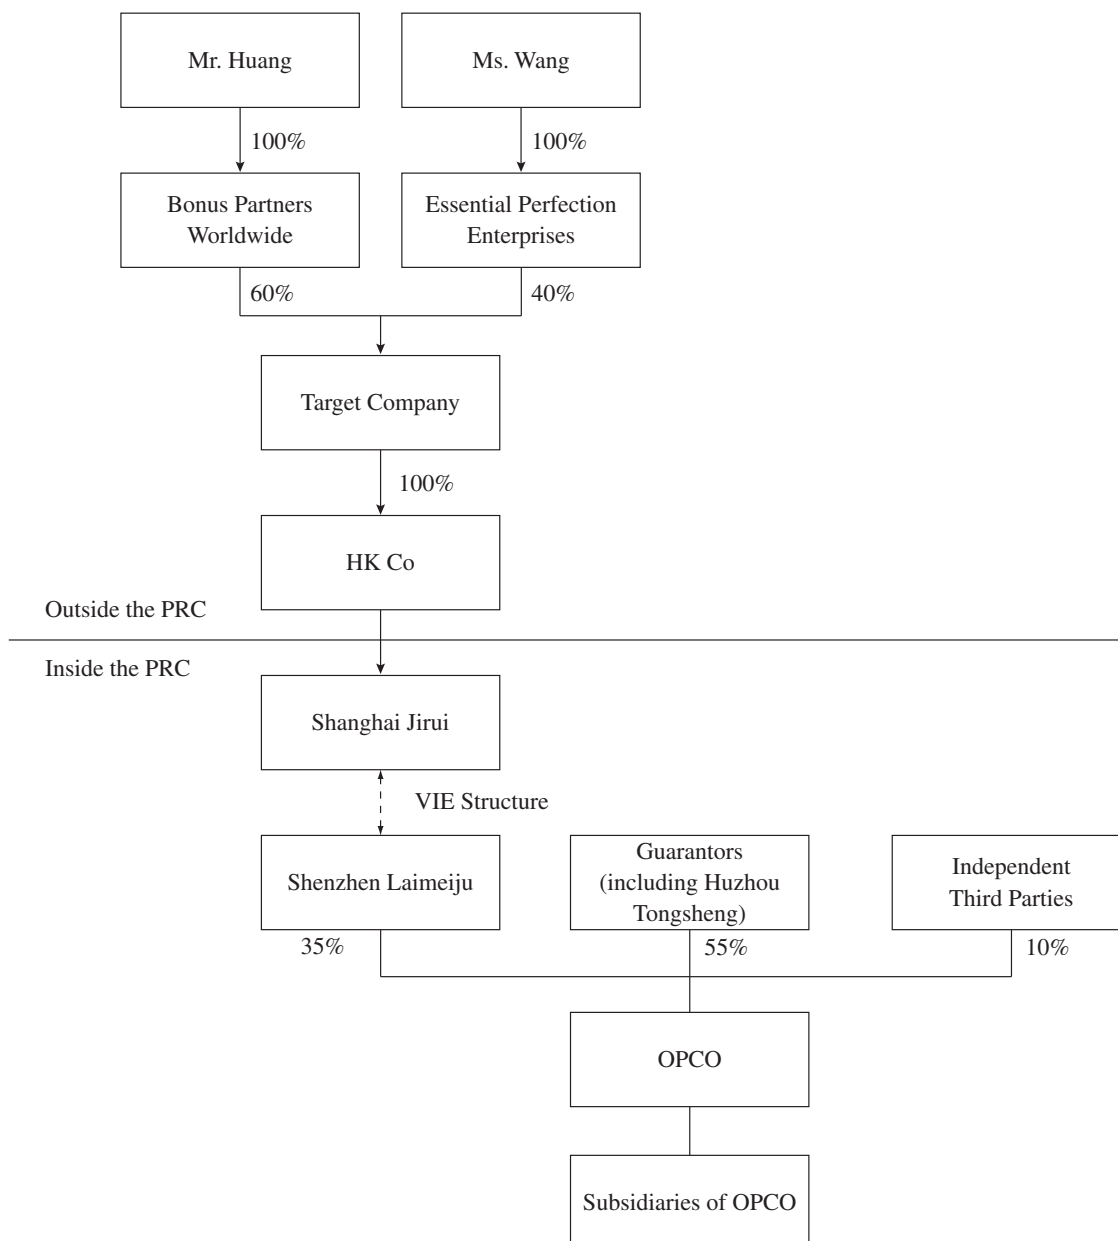 Mr. Huang
Ms. Wang
100%
100%
Bonus Partners
Worldwide
Essential Perfection
Enterprises
60%
40%
Target Company
100%
HK Co
Outside the PRC
Inside the PRC
Shanghai Jirui
VIE Structure
Shenzhen Laimeiju
Guarantors
(including Huzhou
Tongsheng)
Independent
Third Parties
35%
55%
10%
OPCO
Subsidiaries of OPCO